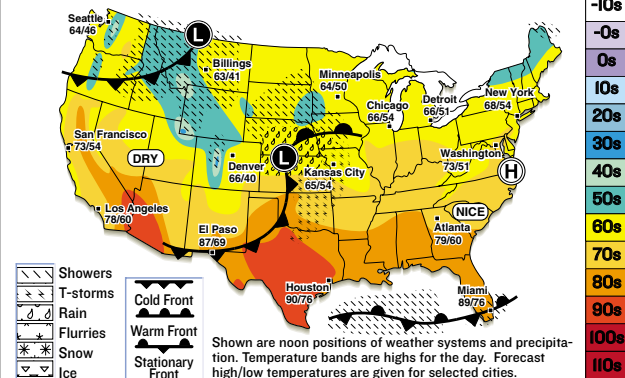 -10s
-0s
0s
10s
20s
30s
40s
50s
60s
70s
80s
90s
100s
110s
Seattle
64/46
L
Billings
63/41
Minneapolis
64/50
Chicago
66/54
Detroit
66/51
New York
68/54
San Francisco
73/54
DRY
Denver
66/40
L
Kansas City
65/54
Washington
73/51
H
Los Angeles
78/60
El Paso
87/69
NICE
Atlanta
79/60
Houston
90/76
Miami
89/76
Showers
T-storms
Rain
Flurries
Snow
Ice
Cold Front
Warm Front
Stationary
Front
Shown are noon positions of weather systems and precipita-
tion. Temperature bands are highs for the day. Forecast
high/low temperatures are given for selected cities.